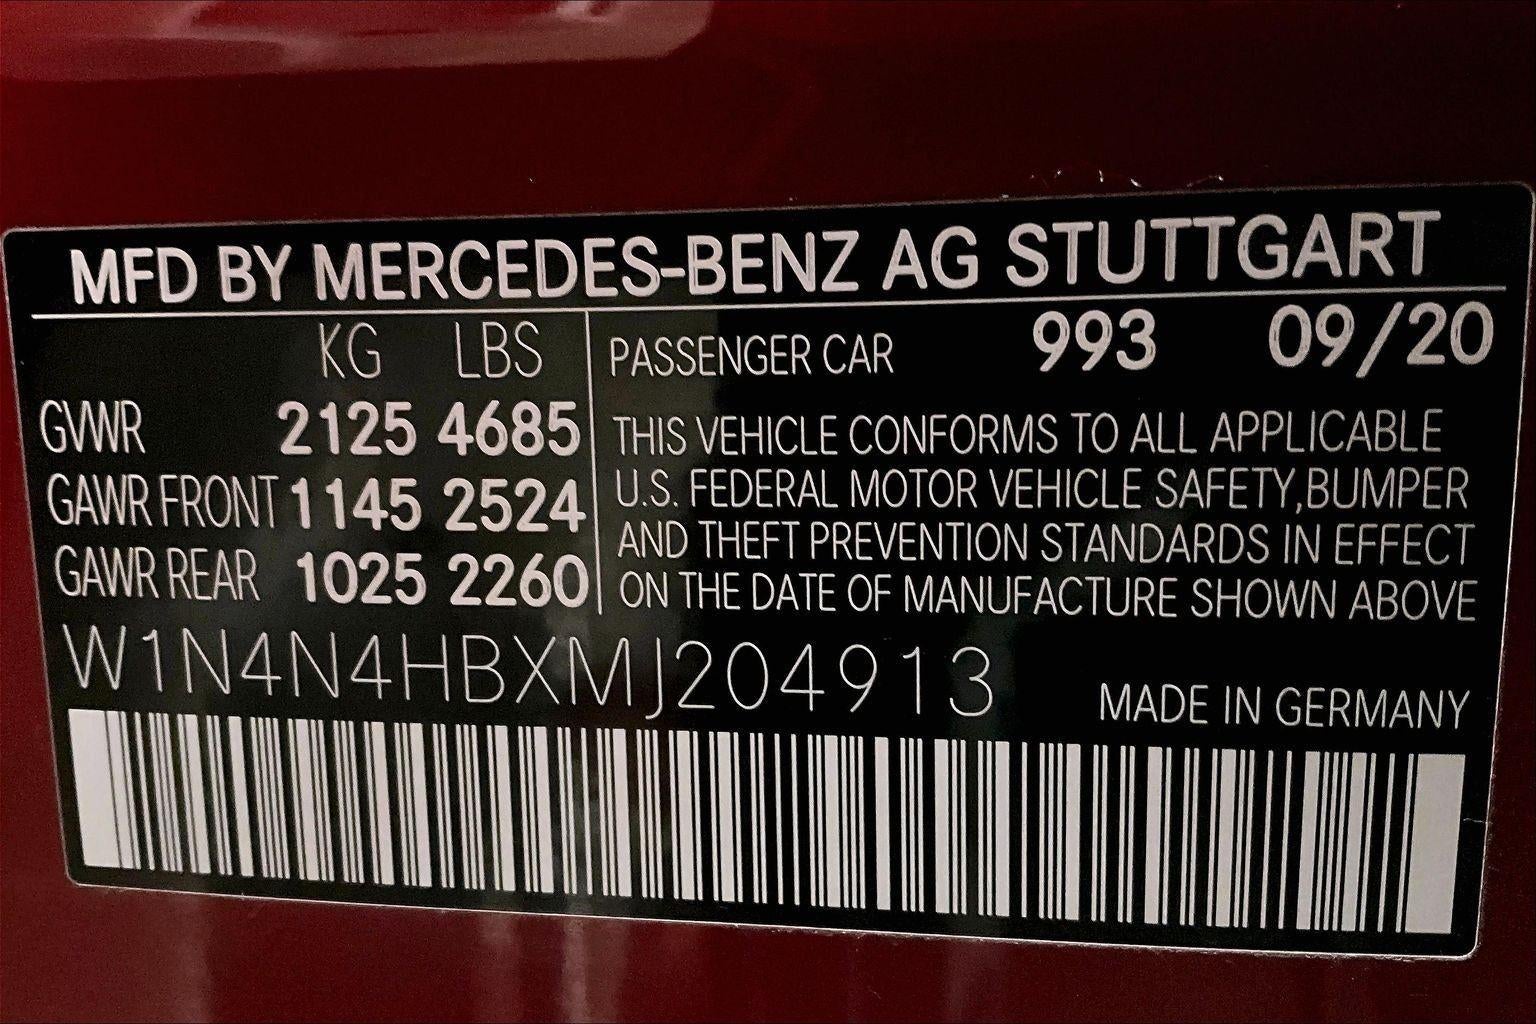 MFD BY MERCEDES-BENZ AG STUTTGART
KG LBS
GVWR 2125 4685
GAWR FRONT 1145 2524
GAWR REAR 1025 2260
PASSENGER CAR 993 09/20
THIS VEHICLE CONFORMS TO ALL APPLICABLE
U.S. FEDERAL MOTOR VEHICLE SAFETY,BUMPER
AND THEFT PREVENTION STANDARDS IN EFFECT
ON THE DATE OF MANUFACTURE SHOWN ABOVE
W1N4N4HBXMJ204913
MADE IN GERMANY